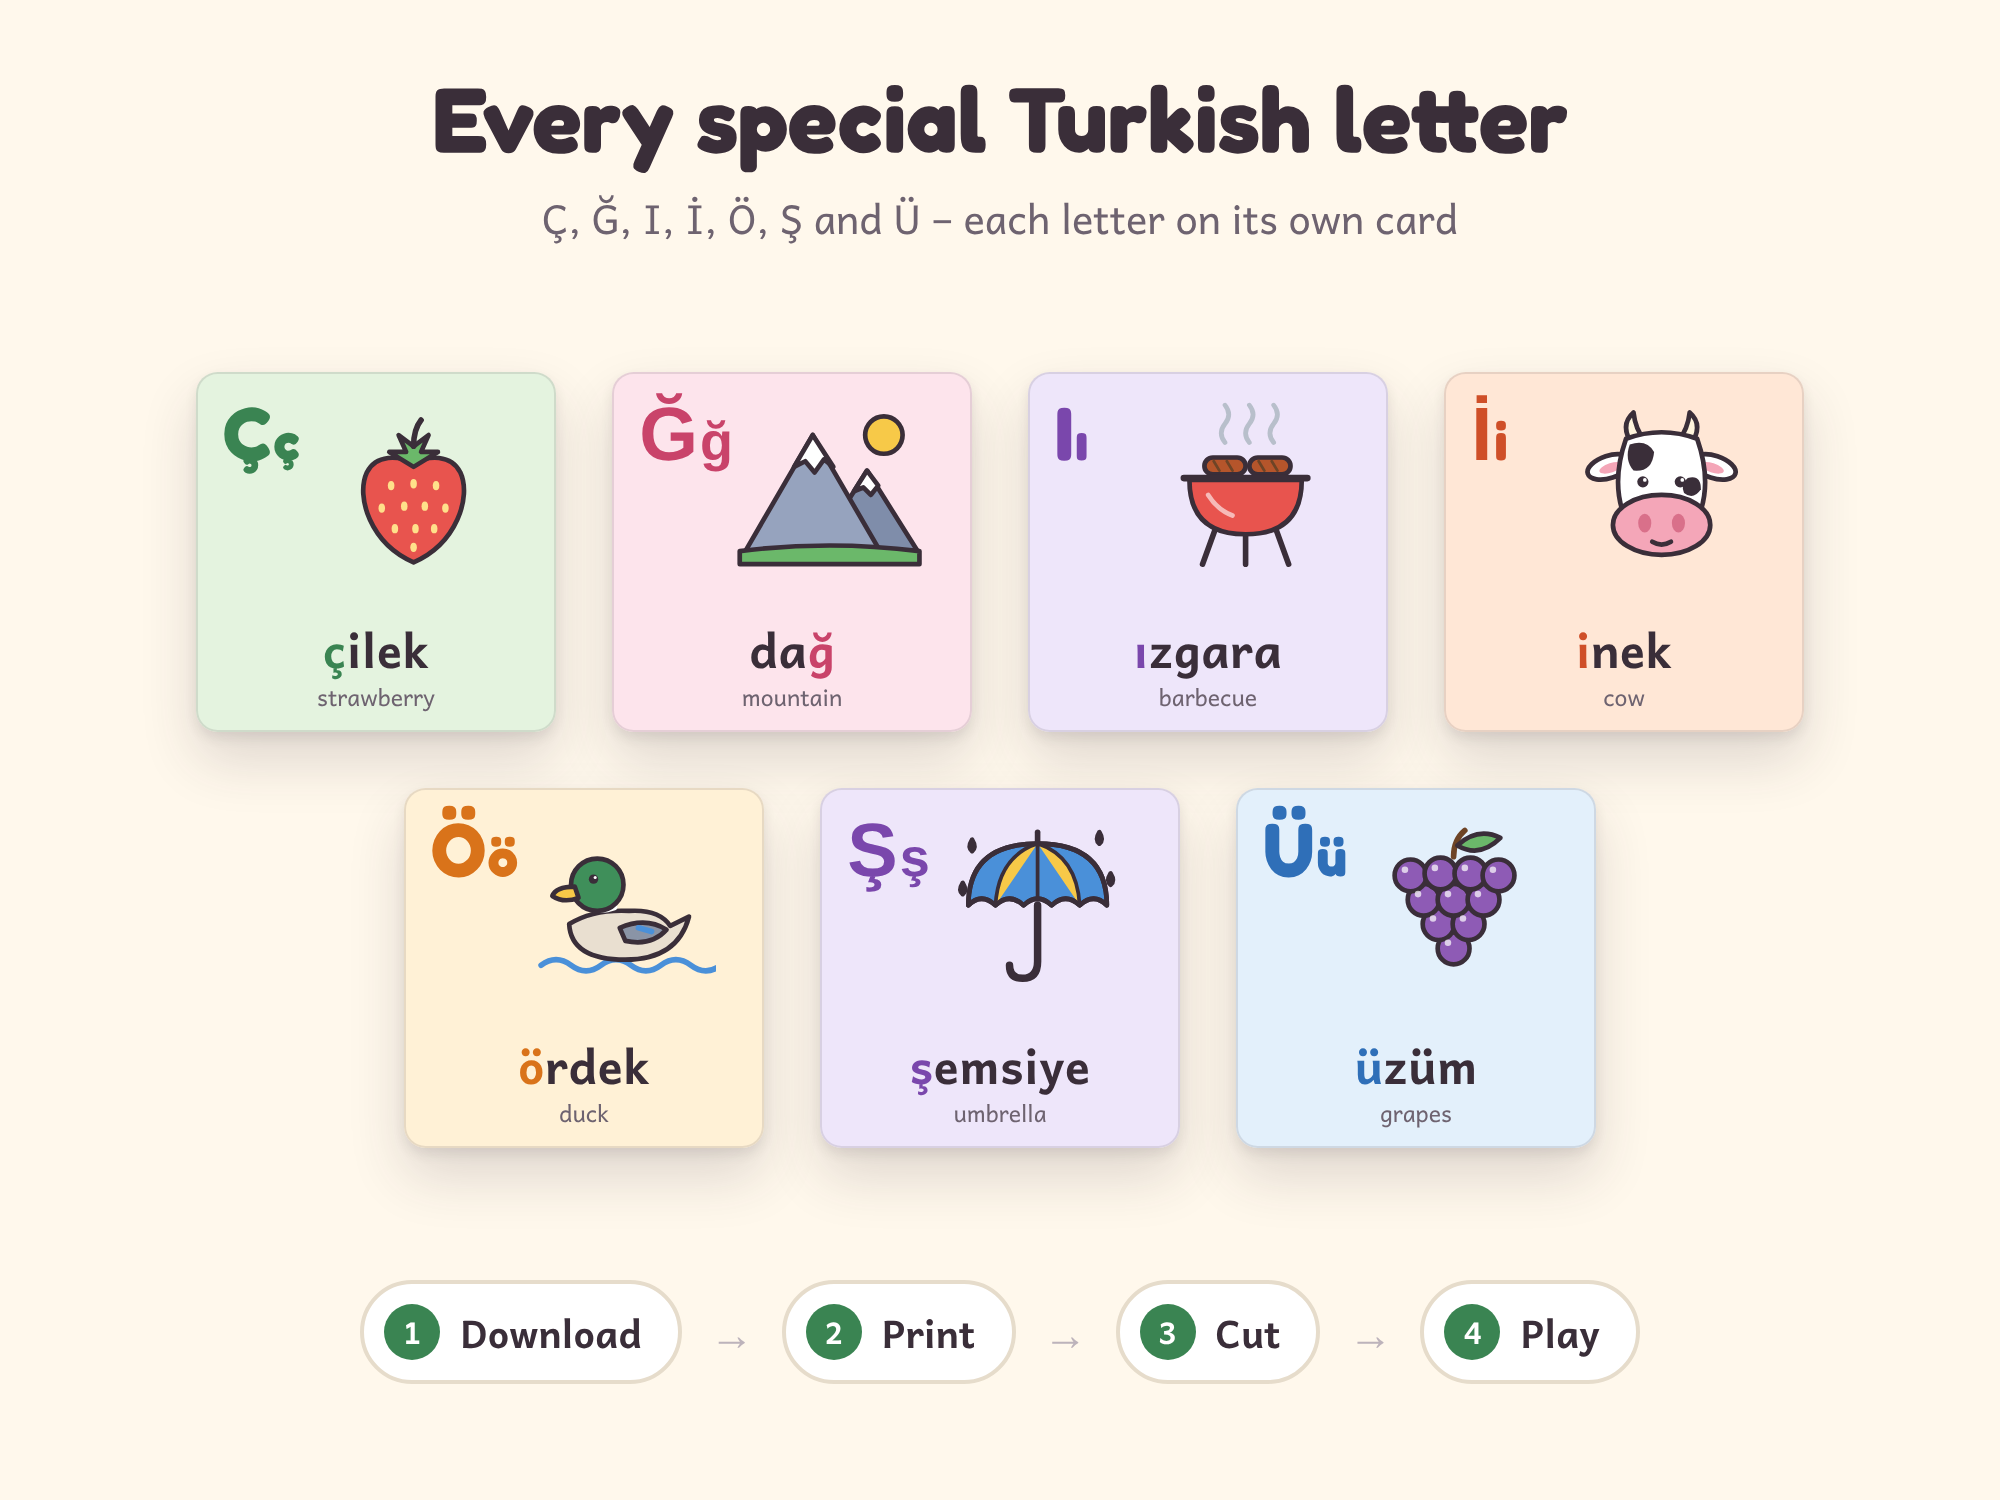 Every special Turkish letter
Ç, Ğ, I, İ, Ö, Ş and Ü – each letter on its own card
Çç
çilek
strawberry
Ğğ
dağ
mountain
Iı
ızgara
barbecue
İi
inek
cow
Öö
ördek
duck
Şş
şemsiye
umbrella
Üü
üzüm
grapes
1 Download → 2 Print → 3 Cut → 4 Play